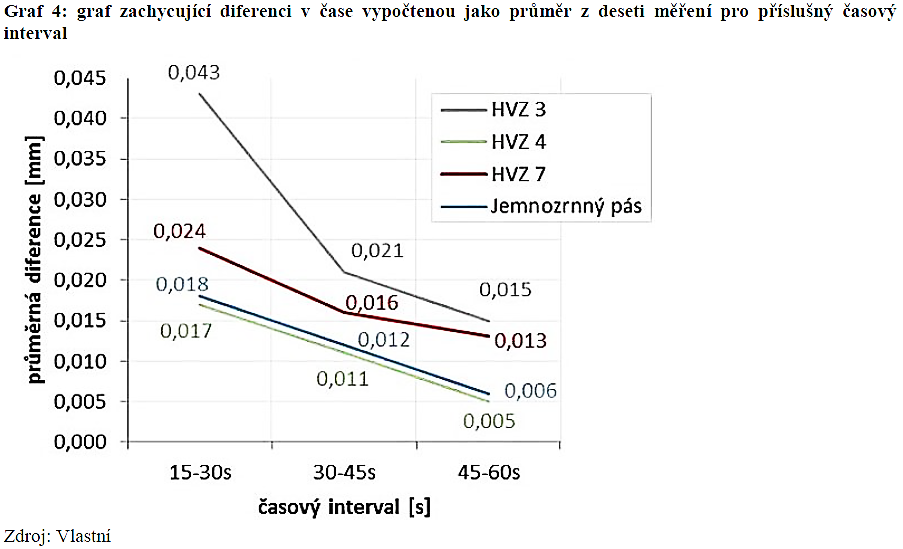 Graf 4: graf zachycující diferenci v čase vypočtenou jako průměr z deseti měření pro příslušný časový
interval
průměrná diference [mm]
0,045
0,040
0,035
0,030
0,025
0,020
0,015
0,010
0,005
0,000
0,043
0,021
0,015
0,024
0,016
0,013
0,018
0,012
0,006
0,017
0,011
0,005
HVZ 3
HVZ 4
HVZ 7
Jemnozrnný pás
15-30s 30-45s 45-60s
časový interval [s]
Zdroj: Vlastní